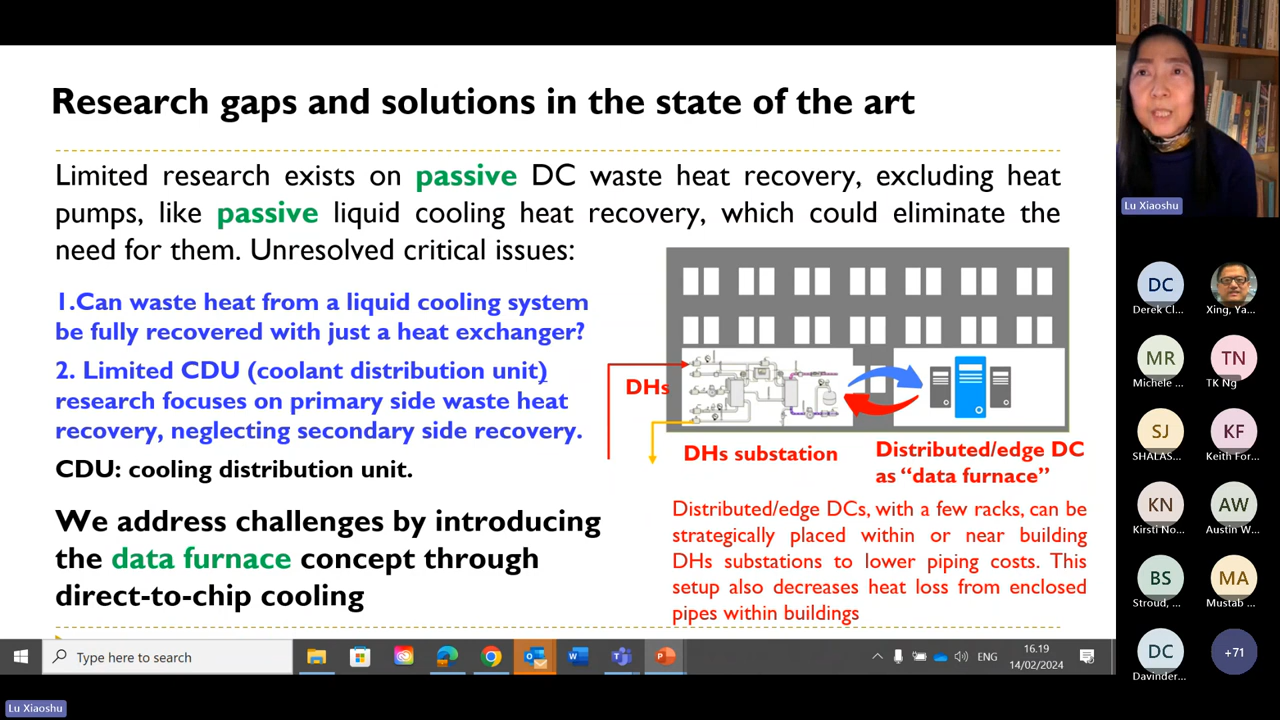 Research gaps and solutions in the state of the art
Limited research exists on passive DC waste heat recovery, excluding heat
pumps, like passive liquid cooling heat recovery, which could eliminate the
need for them. Unresolved critical issues:
1.Can waste heat from a liquid cooling system
be fully recovered with just a heat exchanger?
2. Limited CDU (coolant distribution unit)
research focuses on primary side waste heat
recovery, neglecting secondary side recovery.
CDU: cooling distribution unit.
We address challenges by introducing
the data furnace concept through
direct-to-chip cooling
DHs
DHs substation
Distributed/edge DC
as “data furnace”
Distributed/edge DCs, with a few racks, can be
strategically placed within or near building
DHs substations to lower piping costs. This
setup also decreases heat loss from enclosed
pipes within buildings
Lu Xiaoshu
DC
Derek Cl...
Xing, Ya...
MR
Michele ...
TN
TK Ng
SJ
SHALAS...
KF
Keith For...
KN
Kirsti No...
AW
Austin W...
BS
Stroud, ...
MA
Mustab ...
DC
Davinder...
+71
Type here to search
ENG
16.19
14/02/2024
Lu Xiaoshu